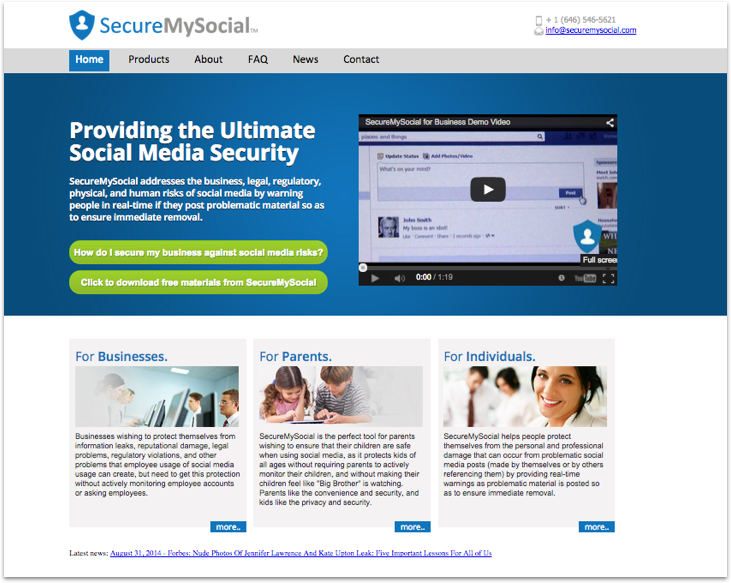 SecureMySocial™
+ 1 (646) 546-5621
info@securemysocial.com
Home Products About FAQ News Contact
Providing the Ultimate
Social Media Security
SecureMySocial addresses the business, legal, regulatory,
physical, and human risks of social media by warning
people in real-time if they post problematic material so as
to ensure immediate removal.
How do I secure my business against social media risks?
Click to download free materials from SecureMySocial
SecureMySocial for Business Demo Video
places and things
Update Status Add Photos/Video
What's on your mind?
Post
SORT
John Smith
My boss is an idiot!
Like · Comment · Share · 2 seconds ago
Sponsored
Full screen
0:00 / 1:19
YouTube
For Businesses.
Businesses wishing to protect themselves from
information leaks, reputational damage, legal
problems, regulatory violations, and other
problems that employee usage of social media
usage can create, but need to get this protection
without actively monitoring employee accounts
or asking employees.
more..
For Parents.
SecureMySocial is the perfect tool for parents
wishing to ensure that their children are safe
when using social media, as it protects kids of
all ages without requiring parents to actively
monitor their children, and without making their
children feel like "Big Brother" is watching.
Parents like the convenience and security, and
kids like the privacy and security.
more..
For Individuals.
SecureMySocial helps people protect
themselves from the personal and professional
damage that can occur from problematic social
media posts (made by themselves or by others
referencing them) by providing real-time
warnings as problematic material is posted so
as to ensure immediate removal.
more..
Latest news: August 31, 2014 - Forbes: Nude Photos Of Jennifer Lawrence And Kate Upton Leak: Five Important Lessons For All of Us